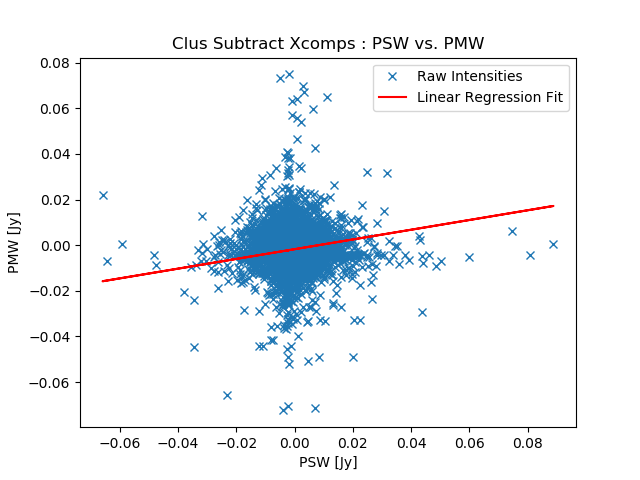 Clus Subtract Xcomps : PSW vs. PMW
Raw Intensities
Linear Regression Fit
PMW [Jy]
0.08
0.06
0.04
0.02
0.00
−0.02
−0.04
−0.06
−0.06 −0.04 −0.02 0.00 0.02 0.04 0.06 0.08
PSW [Jy]